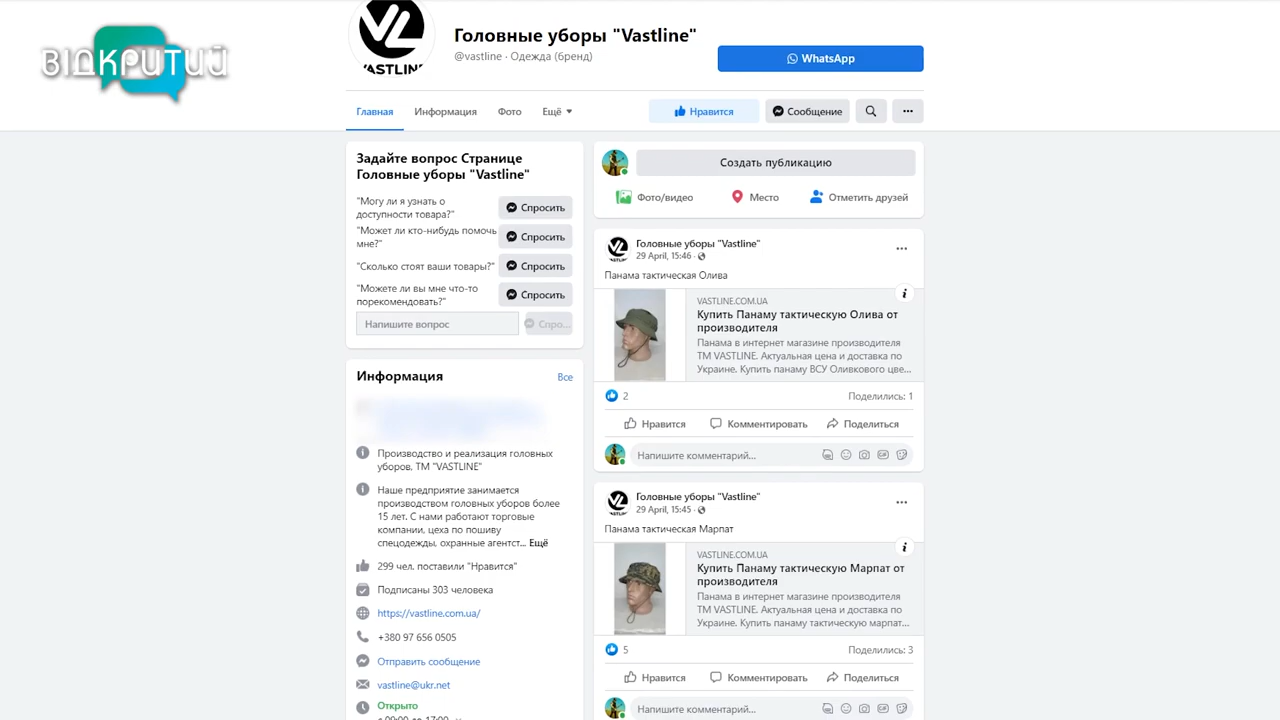 ВІДКРИТИЙ
VASTLINE
Головные уборы "Vastline"
@vastline · Одежда (бренд)
WhatsApp
Главная
Информация
Фото
Ещё
Нравится
Сообщение
Задайте вопрос Странице
Головные уборы "Vastline"
"Могу ли я узнать о
доступности товара?"
Спросить
"Может ли кто-нибудь помочь
мне?"
Спросить
"Сколько стоят ваши товары?"
Спросить
"Можете ли вы мне что-то
порекомендовать?"
Спросить
Напишите вопрос
Спро...
Информация
Все
Производство и реализация головных
уборов, ТМ "VASTLINE"
Наше предприятие занимается
производством головных уборов более
15 лет. С нами работают торговые
компании, цеха по пошиву
спецодежды, охранные агентст... Ещё
299 чел. поставили "Нравится"
Подписаны 303 человека
https://vastline.com.ua/
+380 97 656 0505
Отправить сообщение
vastline@ukr.net
Открыто
с 09:00 до 17:00
Создать публикацию
Фото/видео
Место
Отметить друзей
Головные уборы "Vastline"
29 April, 15:46 ·
Панама тактическая Олива
VASTLINE.COM.UA
Купить Панаму тактическую Олива от
производителя
Панама в интернет магазине производителя
ТМ VASTLINE. Актуальная цена и доставка по
Украине. Купить панаму ВСУ Оливкового цве...
2
Поделились: 1
Нравится
Комментировать
Поделиться
Напишите комментарий...
Головные уборы "Vastline"
29 April, 15:45 ·
Панама тактическая Марпат
VASTLINE.COM.UA
Купить Панаму тактическую Марпат от
производителя
Панама в интернет магазине производителя
ТМ VASTLINE. Актуальная цена и доставка по
Украине. Купить панаму тактическую марпат...
5
Поделились: 3
Нравится
Комментировать
Поделиться
Напишите комментарий...